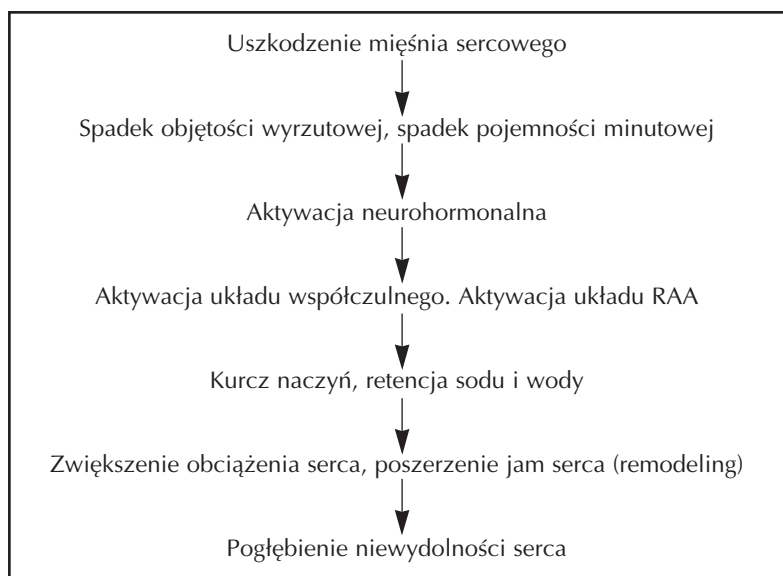 Uszkodzenie mięśnia sercowego
Spadek objętości wyrzutowej, spadek pojemności minutowej
Aktywacja neurohormonalna
Aktywacja układu współczulnego. Aktywacja układu RAA
Kurcz naczyń, retencja sodu i wody
Zwiększenie obciążenia serca, poszerzenie jam serca (remodeling)
Pogłębienie niewydolności serca